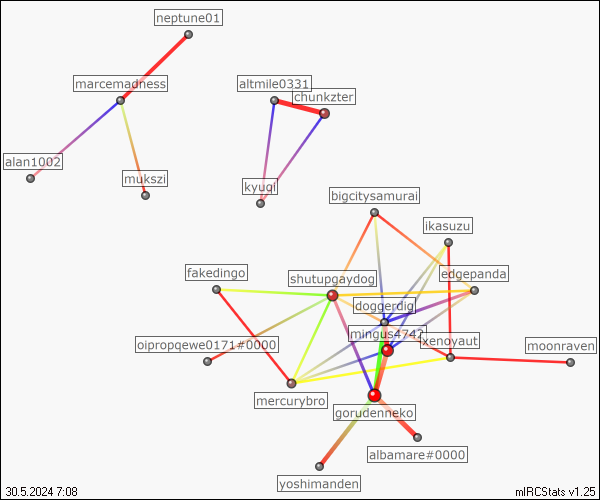 neptune01
marcemadness
altmile0331
chunkzter
alan1002
mukszi
kyuqi
bigcitysamurai
ikasuzu
fakedingo
shutupgaydog
edgepanda
doggerdig
mingus4742
xenoyaut
oipropqewe0171#0000
moonraven
mercurybro
gorudenneko
albamare#0000
yoshimanden
30.5.2024 7:08
mIRCStats v1.25